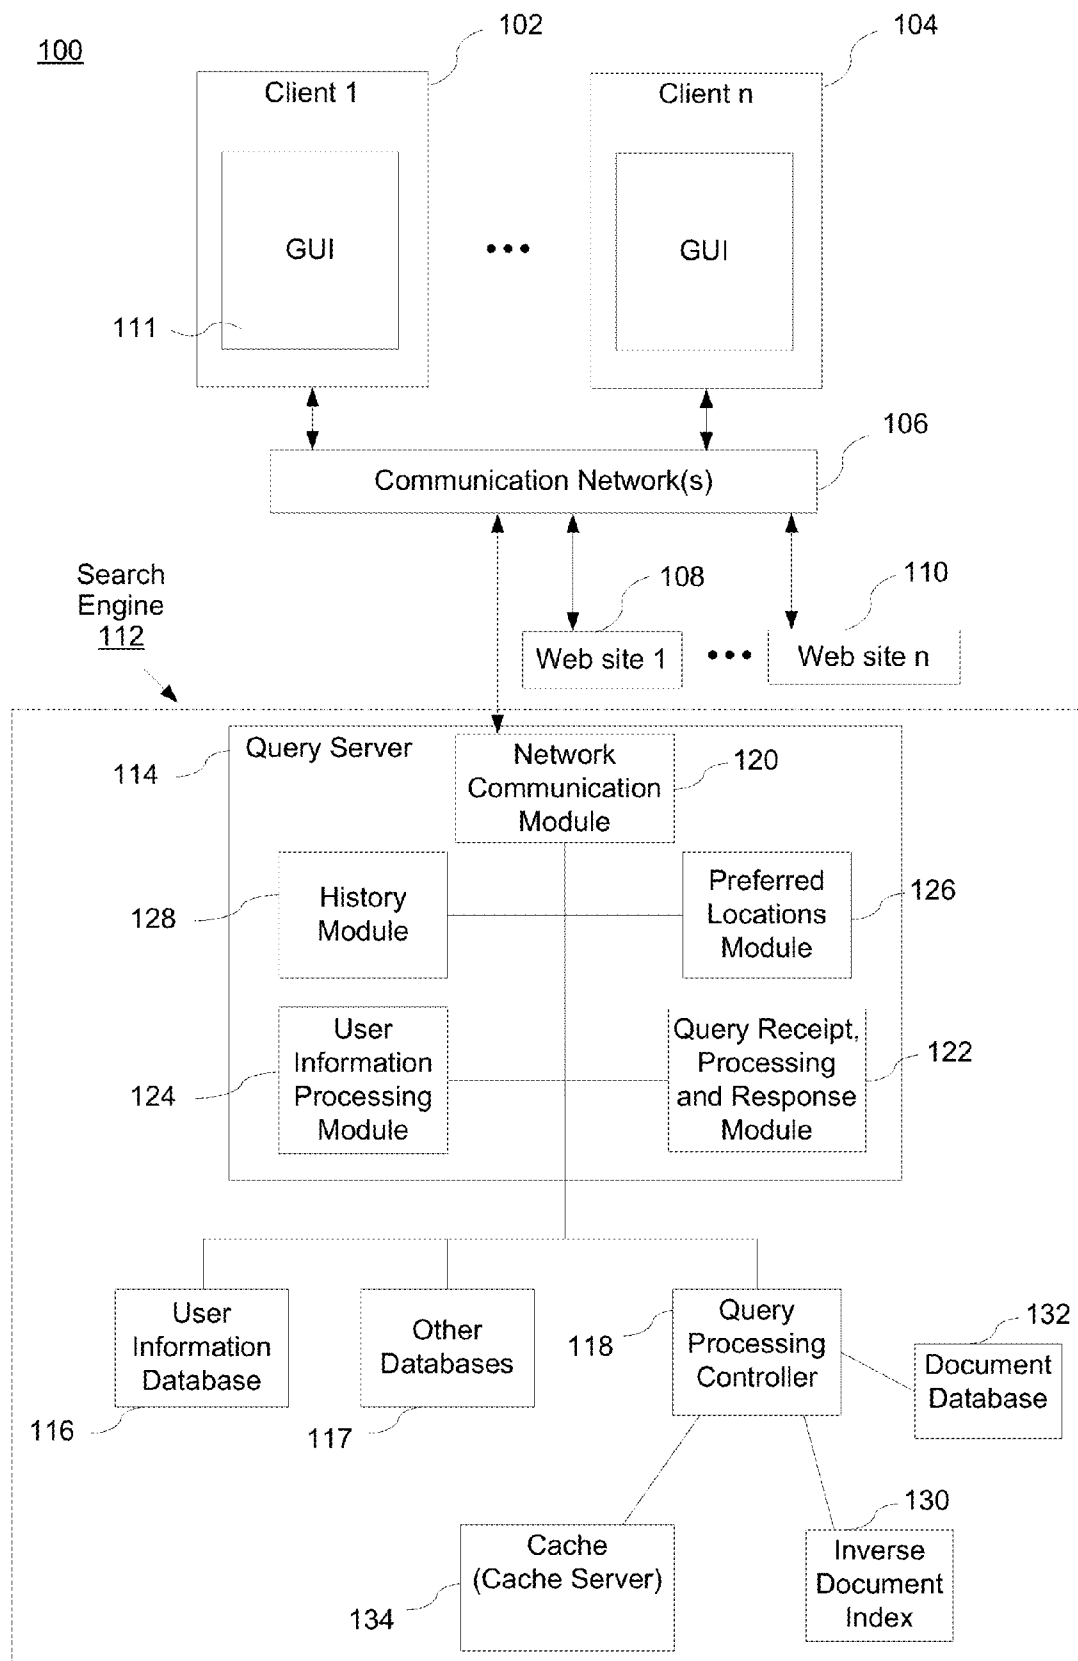 100
102
104
Client 1
Client n
GUI
GUI
111
106
Communication Network(s)
Search
Engine
112
108
110
Web site 1
Web site n
114
Query Server
Network
Communication
Module
120
128
History
Module
Preferred
Locations
Module
126
124
User
Information
Processing
Module
Query Receipt,
Processing
and Response
Module
122
User
Information
Database
116
Other
Databases
117
118
Query
Processing
Controller
132
Document
Database
Cache
(Cache Server)
134
130
Inverse
Document
Index